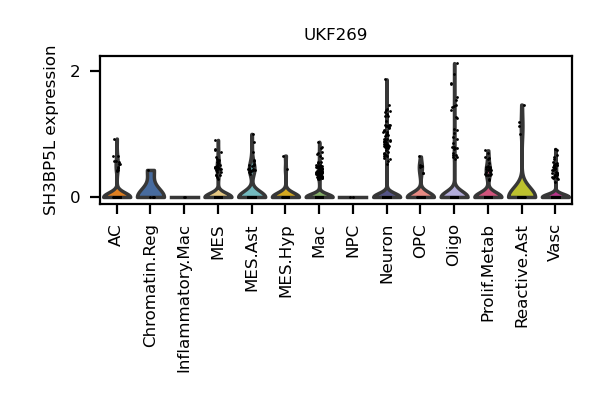 UKF269
SH3BP5L expression
2
0
AC
Chromatin.Reg
Inflammatory.Mac
MES
MES.Ast
MES.Hyp
Mac
NPC
Neuron
OPC
Oligo
Prolif.Metab
Reactive.Ast
Vasc